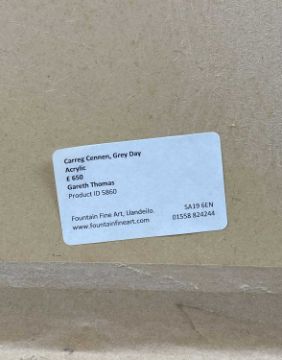 Carreg Cennen, Grey Day
Acrylic
£ 650
Gareth Thomas
Product ID 5860
Fountain Fine Art, Llandeilo. SA19 6EN
www.fountainfineart.com 01558 824244